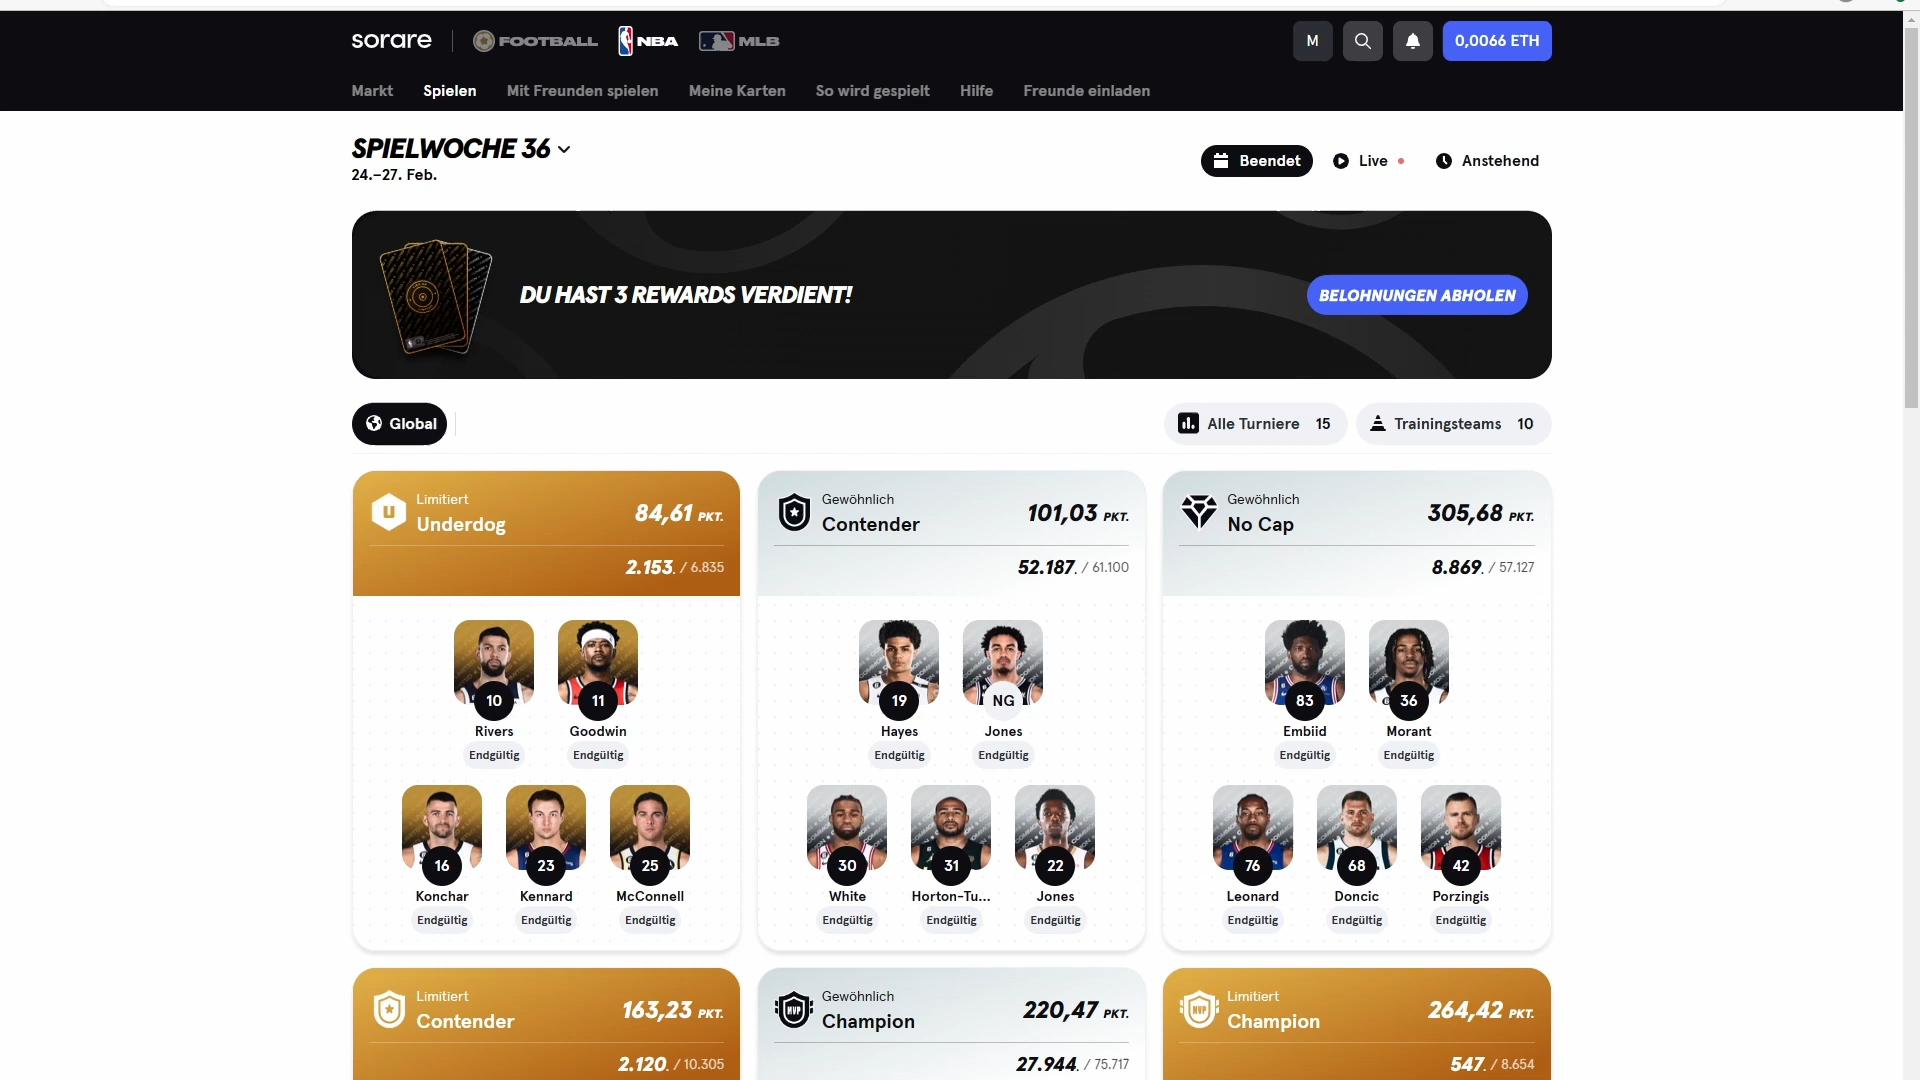 sorare FOOTBALL NBA MLB M 0,0066 ETH
Markt Spielen Mit Freunden spielen Meine Karten So wird gespielt Hilfe Freunde einladen
SPIELWOCHE 36
24.–27. Feb.
Beendet Live Anstehend
DU HAST 3 REWARDS VERDIENT!
BELOHNUNGEN ABHOLEN
Global Alle Turniere 15 Trainingsteams 10
Limitiert
Underdog
84,61 PKT.
2.153. / 6.835
10 11
Rivers Goodwin
Endgültig Endgültig
16 23 25
Konchar Kennard McConnell
Endgültig Endgültig Endgültig
Gewöhnlich
Contender
101,03 PKT.
52.187. / 61.100
19 NG
Hayes Jones
Endgültig Endgültig
30 31 22
White Horton-Tu... Jones
Endgültig Endgültig Endgültig
Gewöhnlich
No Cap
305,68 PKT.
8.869. / 57.127
83 36
Embiid Morant
Endgültig Endgültig
76 68 42
Leonard Doncic Porzingis
Endgültig Endgültig Endgültig
Limitiert
Contender
163,23 PKT.
2.120. / 10.305
MVP
Gewöhnlich
Champion
220,47 PKT.
27.944. / 75.717
MVP
Limitiert
Champion
264,42 PKT.
547. / 8.654